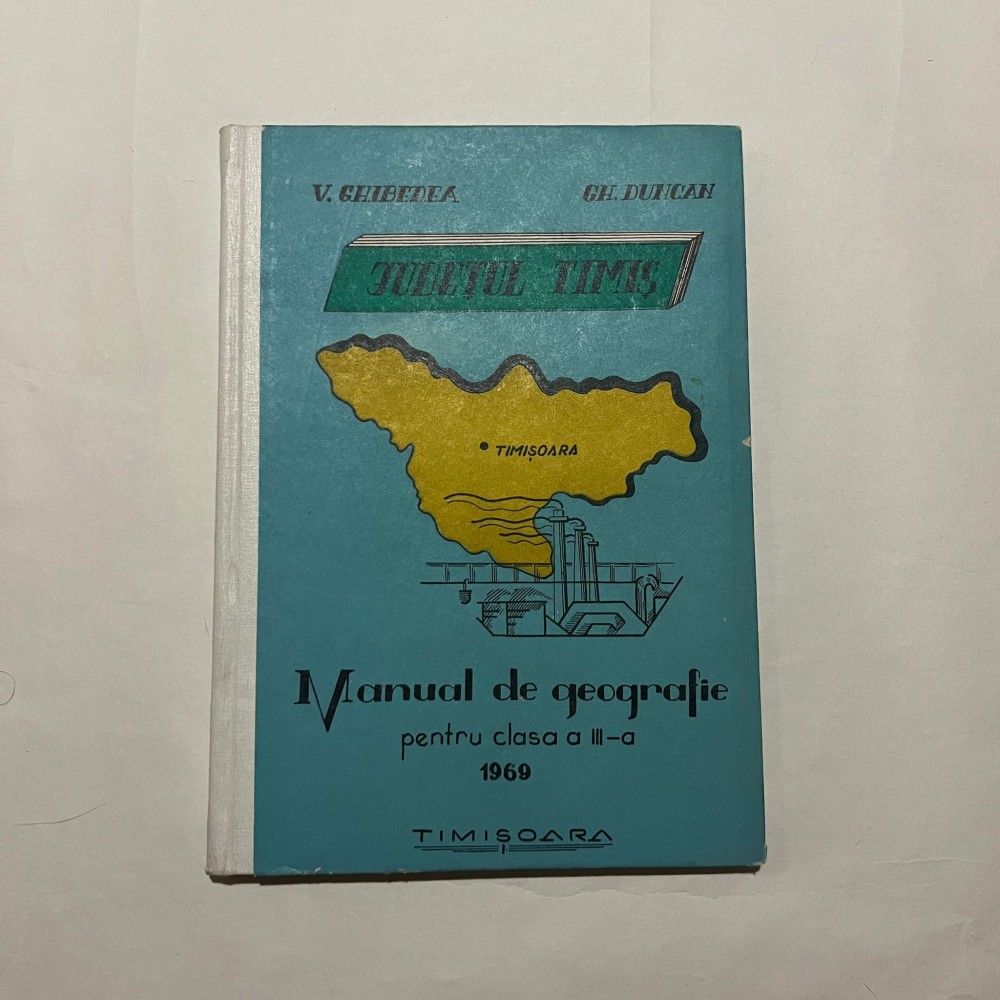 V. GHIBEDEA GH. DUNCAN
JUDEȚUL TIMIȘ
TIMIȘOARA
Manual de geografie
pentru clasa a III-a
1969
TIMIȘOARA